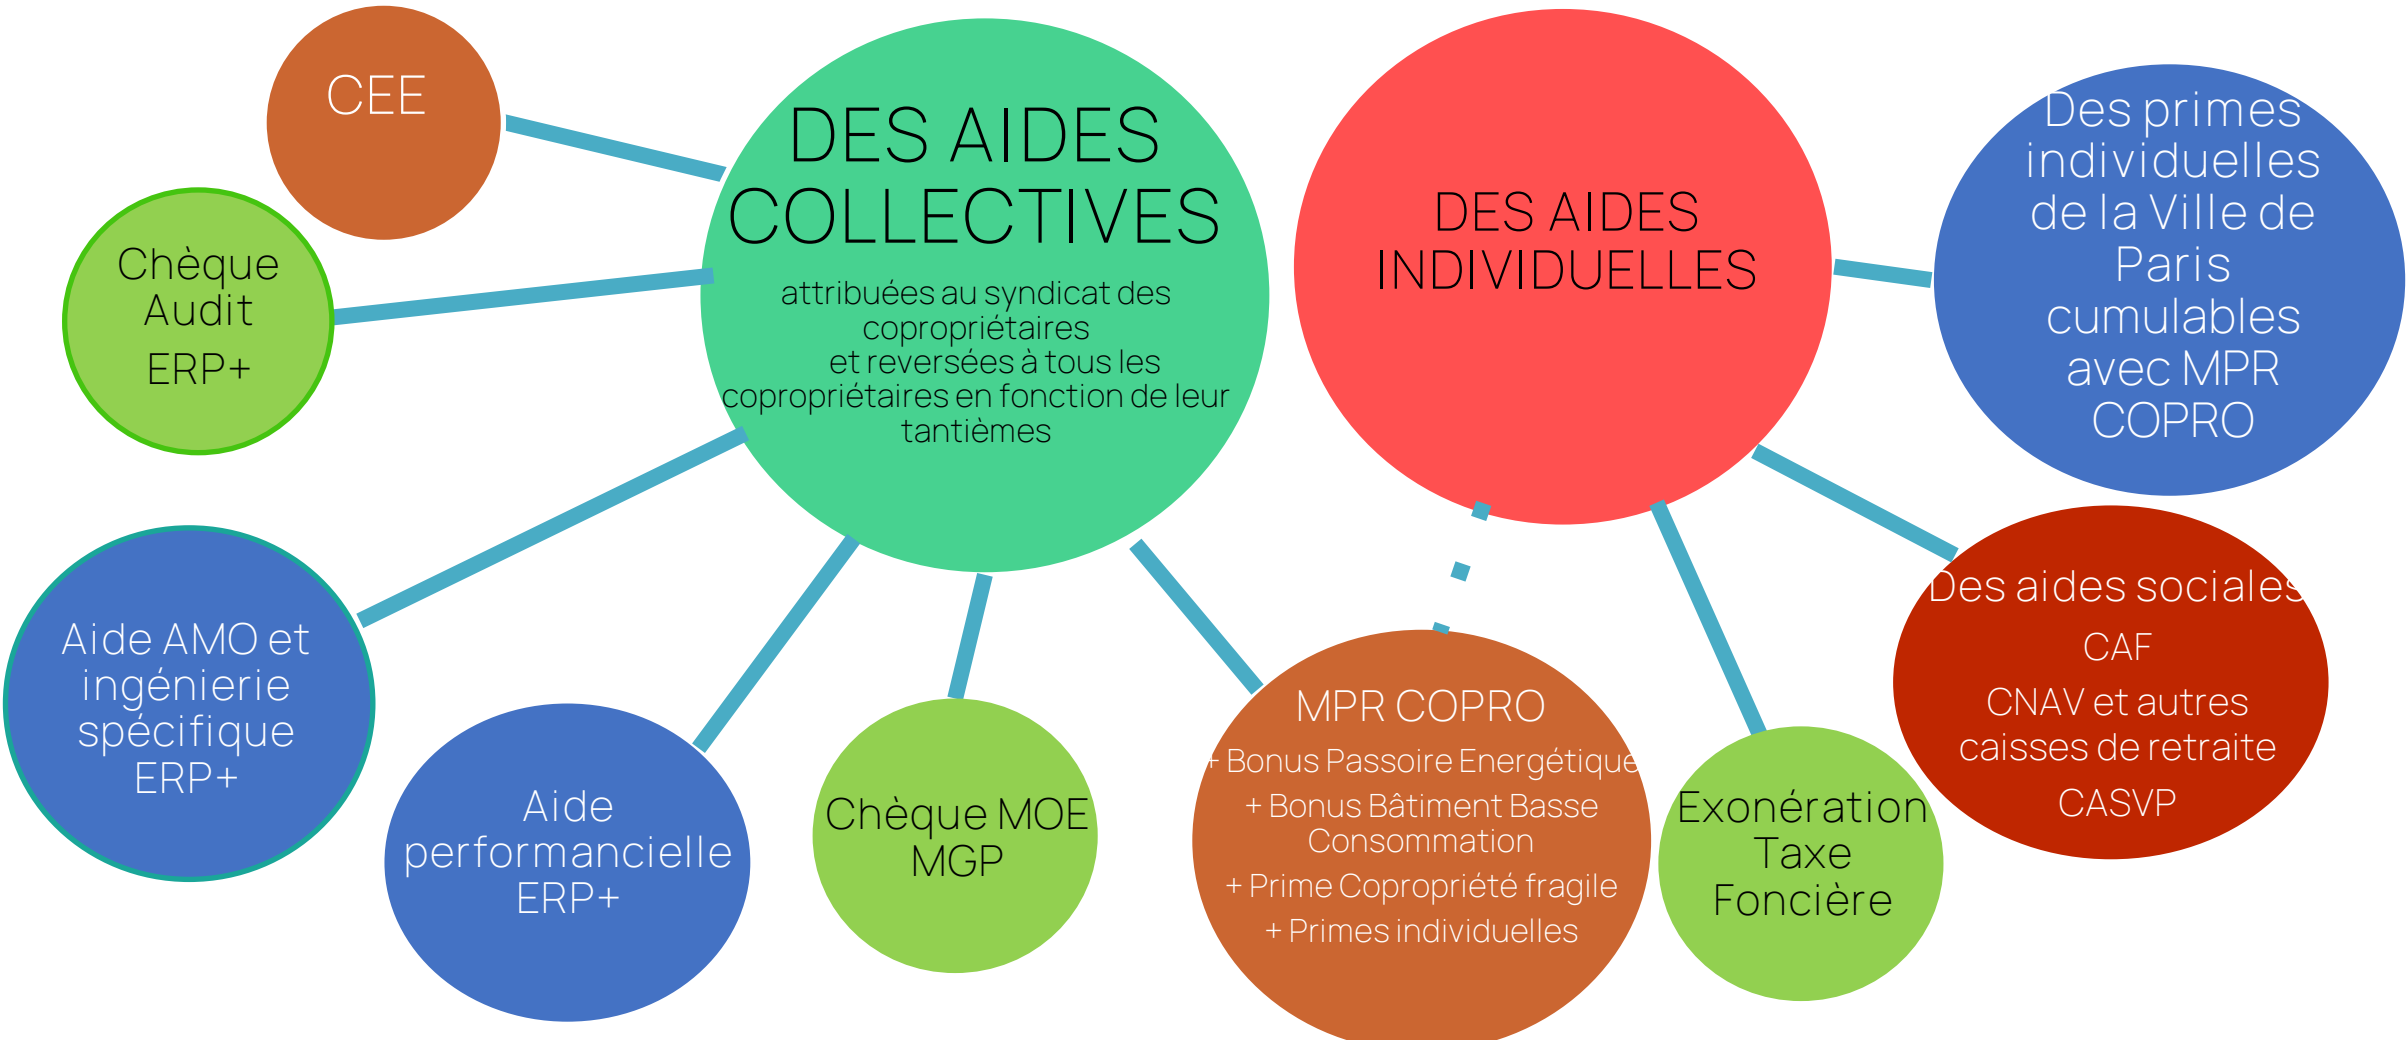 CEE
Chèque
Audit
ERP+
Aide AMO et
ingénierie
spécifique
ERP+
Aide
performancielle
ERP+
DES AIDES
COLLECTIVES
attribuées au syndicat des
copropriétaires
et reversées à tous les
copropriétaires en fonction de leur
tantièmes
Chèque MOE
MGP
MPR COPRO
+ Bonus Passoire Energétique
+ Bonus Bâtiment Basse
Consommation
+ Prime Copropriété fragile
+ Primes individuelles
DES AIDES
INDIVIDUELLES
Exonération
Taxe
Foncière
Des primes
individuelles
de la Ville de
Paris
cumulables
avec MPR
COPRO
Des aides sociales
CAF
CNAV et autres
caisses de retraite
CASVP